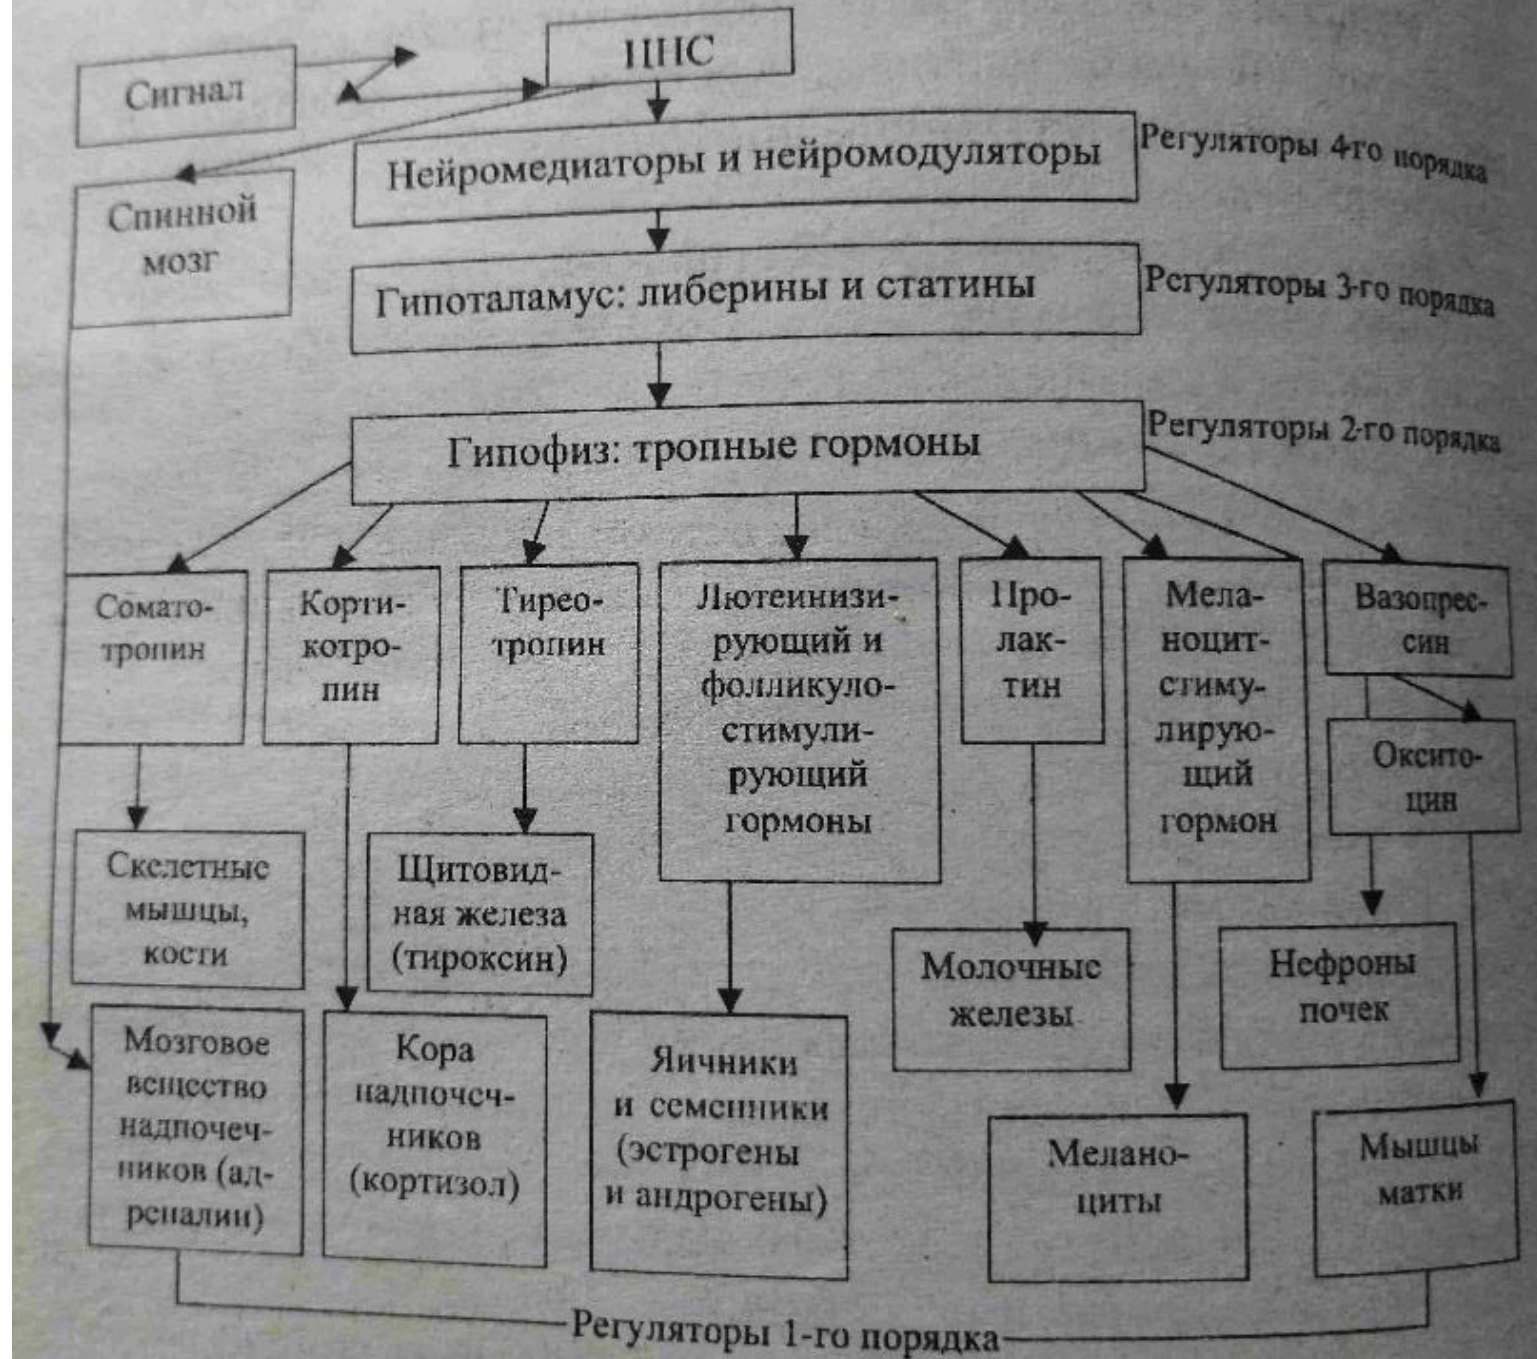 Сигнал
ЦНС
Нейромедиаторы и нейромодуляторы
Регуляторы 4-го порядка
Спинной
мозг
Гипоталамус: либерины и статины
Регуляторы 3-го порядка
Гипофиз: тропные гормоны
Регуляторы 2-го порядка
Сомато-
тропин
Корти-
котро-
пин
Тирео-
тропин
Лютеинизи-
рующий и
фолликуло-
стимули-
рующий
гормоны
Про-
лак-
тин
Мела-
ноцит-
стиму-
лирую-
щий
гормон
Вазопрес-
син
Оксито-
цин
Скелетные
мышцы,
кости
Щитовид-
ная железа
(тироксин)
Молочные
железы
Нефроны
почек
Мозговое
вещество
надпочеч-
ников (ад-
реналин)
Кора
надпочеч-
ников
(кортизол)
Яичники
и семенники
(эстрогены
и андрогены)
Мелано-
циты
Мышцы
матки
Регуляторы 1-го порядка